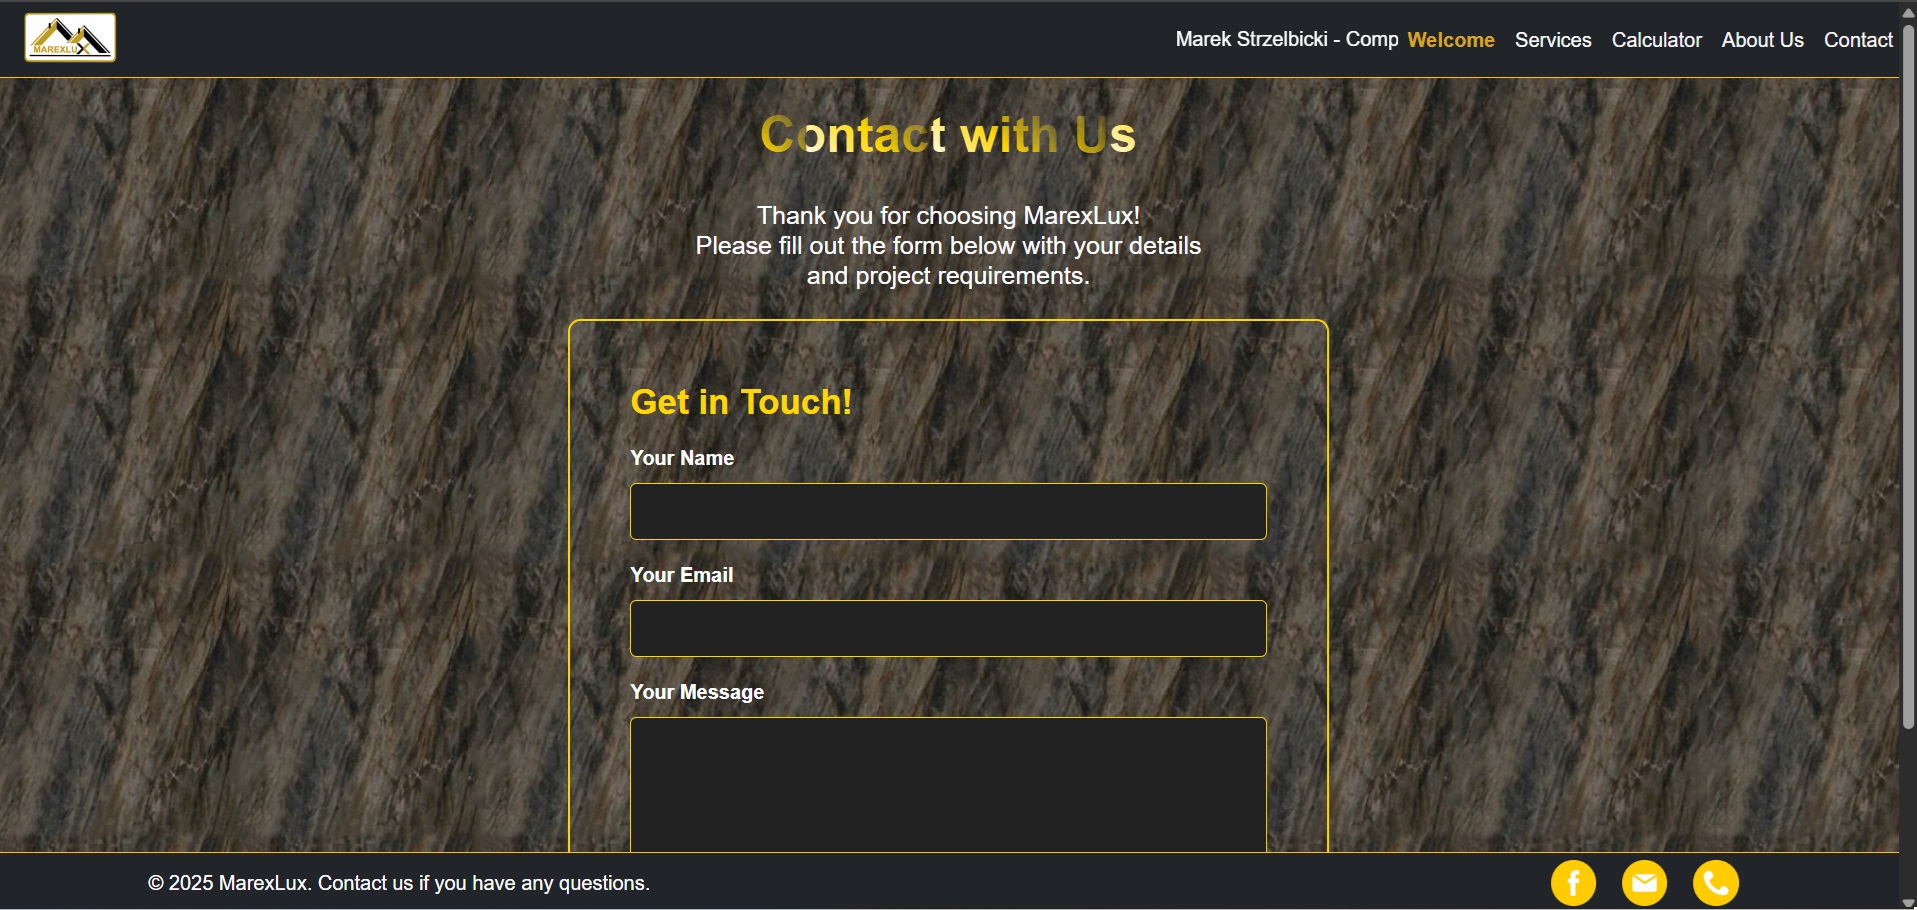 MAREXLUX
Marek Strzelbicki - Comp Welcome Services Calculator About Us Contact
Contact with Us
Thank you for choosing MarexLux!
Please fill out the form below with your details
and project requirements.
Get in Touch!
Your Name
Your Email
Your Message
© 2025 MarexLux. Contact us if you have any questions.